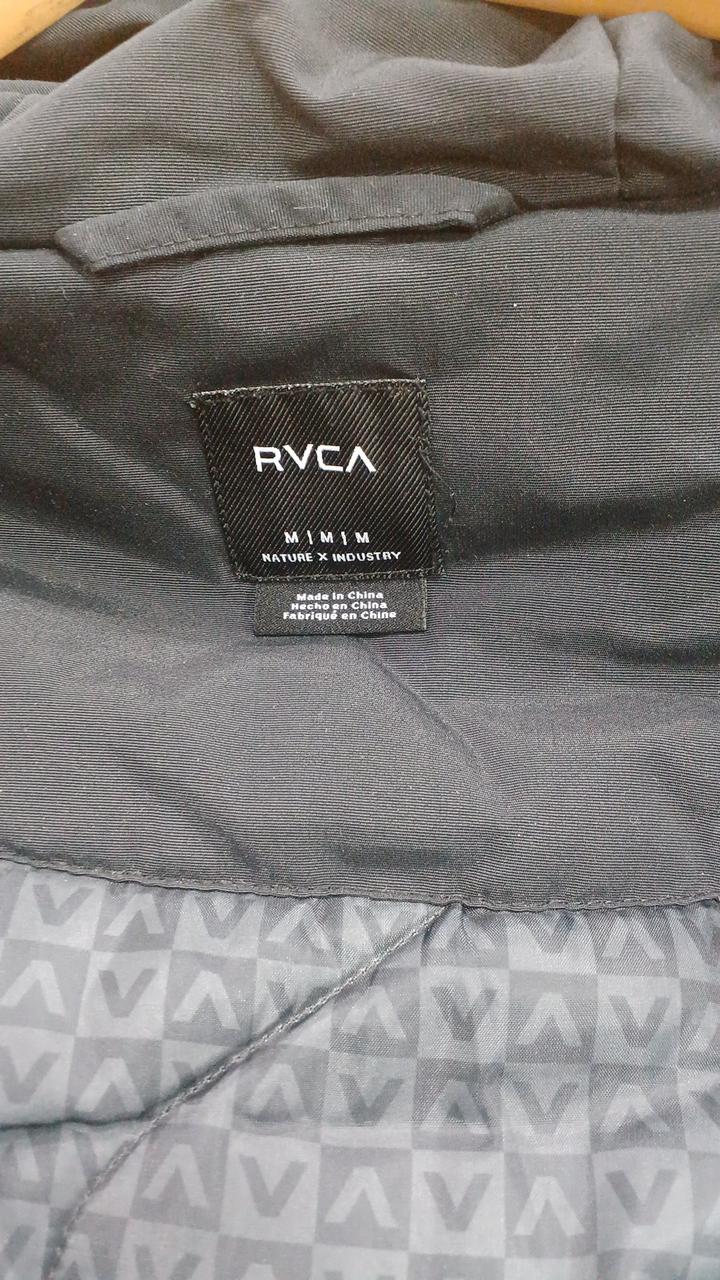 RVCA
M | M | M
NATURE X INDUSTRY
Made in China
Hecho en China
Fabriqué en Chine